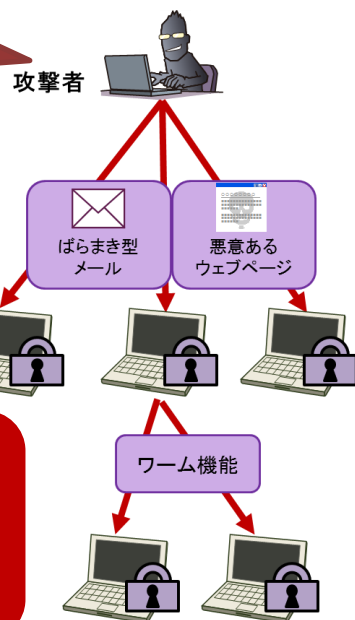 攻撃者
ばらまき型
メール
悪意ある
ウェブページ
ワーム機能